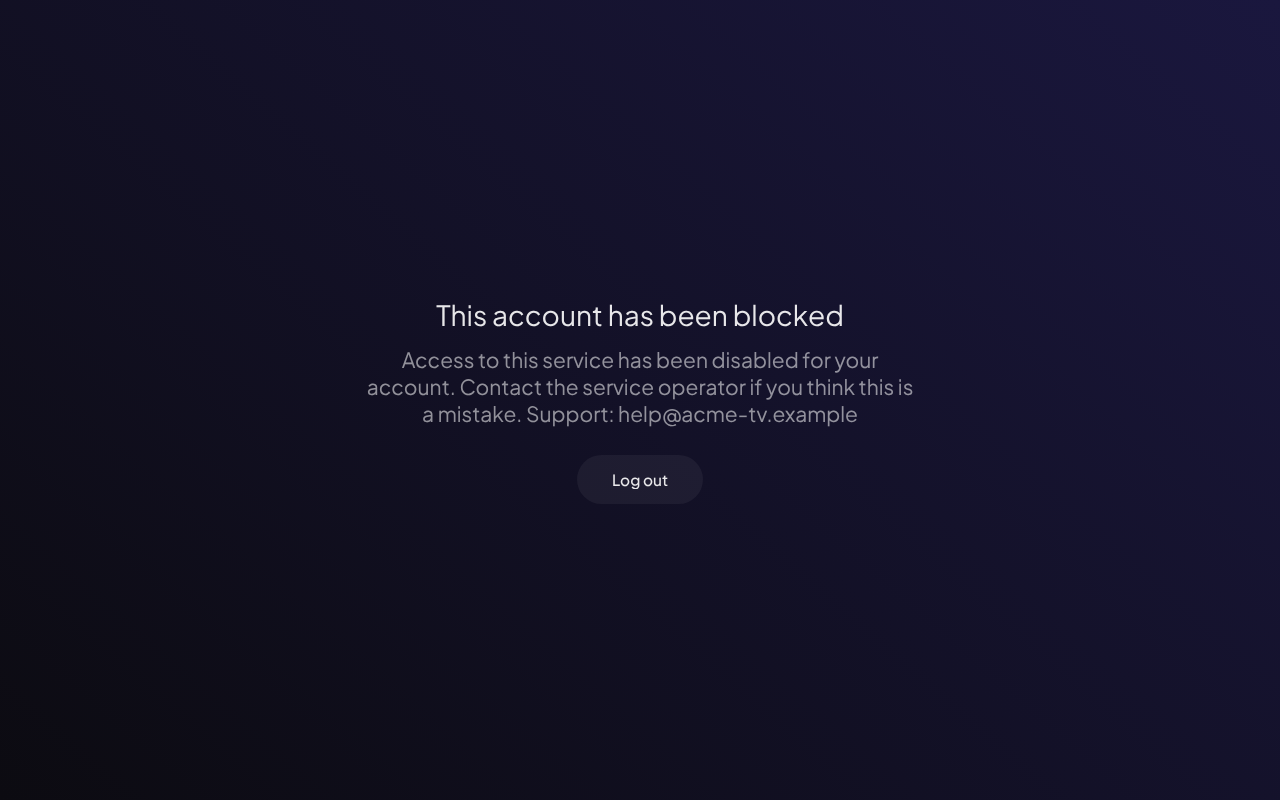 This account has been blocked
Access to this service has been disabled for your
account. Contact the service operator if you think this is
a mistake. Support: help@acme-tv.example
Log out